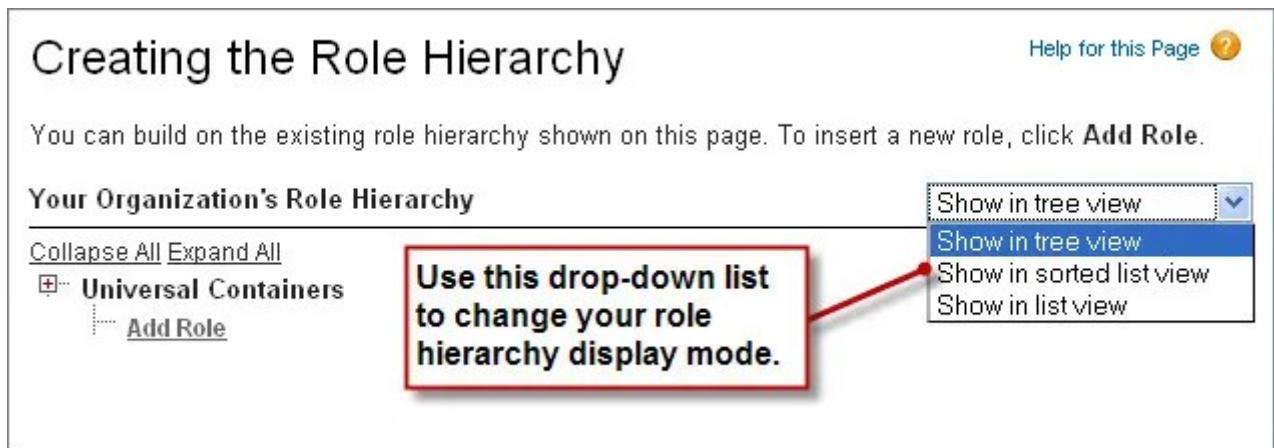 Creating the Role Hierarchy
Help for this Page ?
You can build on the existing role hierarchy shown on this page. To insert a new role, click Add Role.
Your Organization's Role Hierarchy
Show in tree view
Collapse All Expand All
Show in tree view
Show in sorted list view
Show in list view
Universal Containers
Add Role
Use this drop-down list
to change your role
hierarchy display mode.